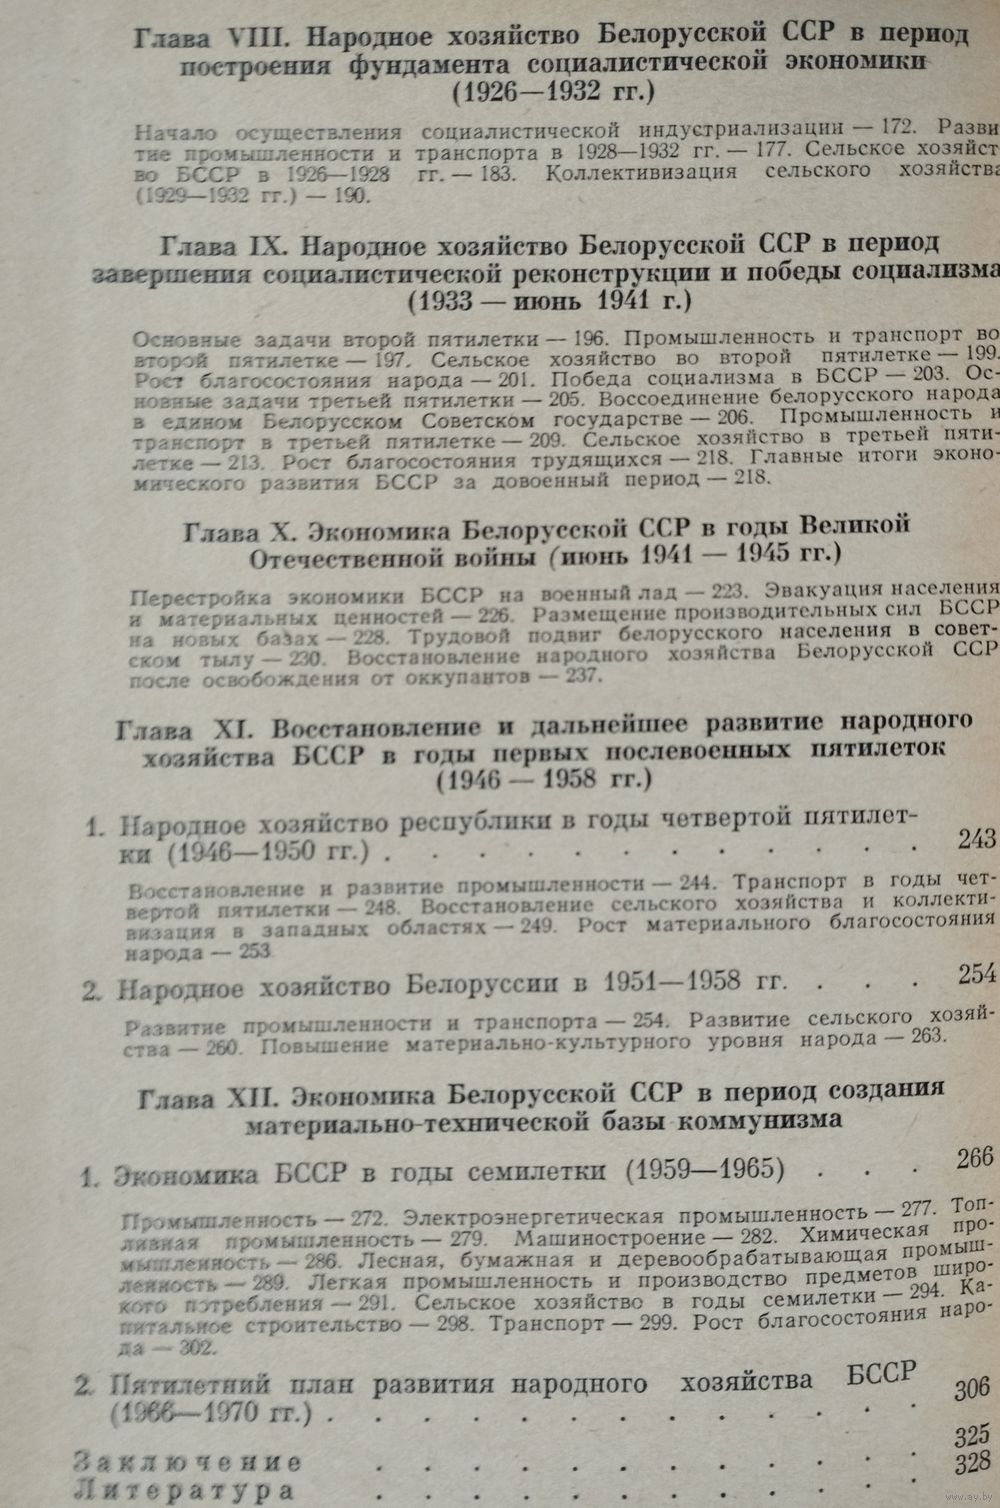 Глава VIII. Народное хозяйство Белорусской ССР в период
построения фундамента социалистической экономики
(1926—1932 гг.)
Начало осуществления социалистической индустриализации — 172. Разви
тие промышленности и транспорта в 1928—1932 гг. — 177. Сельское хозяйст
во БССР в 1926—1928 гг. — 183. Коллективизация сельского хозяйства
(1929—1932 гг.) — 190.
Глава IX. Народное хозяйство Белорусской ССР в период
завершения социалистической реконструкции и победы социализма
(1933 — июнь 1941 г.)
Основные задачи второй пятилетки — 196. Промышленность и транспорт во
второй пятилетке — 197. Сельское хозяйство во второй пятилетке — 199.
Рост благосостояния народа — 201. Победа социализма в БССР — 203. Ос-
новные задачи третьей пятилетки — 205. Воссоединение белорусского народа
в едином Белорусском Советском государстве — 206. Промышленность и
транспорт в третьей пятилетке — 209. Сельское хозяйство в третьей пяти-
летке — 213. Рост благосостояния трудящихся — 218. Главные итоги эконо-
мического развития БССР за довоенный период — 218.
Глава X. Экономика Белорусской ССР в годы Великой
Отечественной войны (июнь 1941 — 1945 гг.)
Перестройка экономики БССР на военный лад — 223. Эвакуация населения
и материальных ценностей — 226. Размещение производительных сил БССР
на новых базах — 228. Трудовой подвиг белорусского населения в совет-
ском тылу — 230. Восстановление народного хозяйства Белорусской ССР
после освобождения от оккупантов — 237.
Глава XI. Восстановление и дальнейшее развитие народного
хозяйства БССР в годы первых послевоенных пятилеток
(1946 — 1958 гг.)
1. Народное хозяйство республики в годы четвертой пятилет-
ки (1946—1950 гг.) . . . . . . . . . . . . 243
Восстановление и развитие промышленности — 244. Транспорт в годы чет-
вертой пятилетки — 248. Восстановление сельского хозяйства и коллекти-
визация в западных областях — 249. Рост материального благосостояния
народа — 253
2. Народное хозяйство Белоруссии в 1951—1958 гг. . . . 254
Развитие промышленности и транспорта — 254. Развитие сельского хозяй-
ства — 260. Повышение материально-культурного уровня народа — 263.
Глава XII. Экономика Белорусской ССР в период создания
материально-технической базы коммунизма
1. Экономика БССР в годы семилетки (1959—1965) . . . 266
Промышленность — 272. Электроэнергетическая промышленность — 277. Топ-
ливная промышленность — 279. Машиностроение — 282. Химическая про-
мышленность — 286. Лесная, бумажная и деревообрабатывающая промыш-
ленность — 289. Легкая промышленность и производство предметов широ-
кого потребления — 291. Сельское хозяйство в годы семилетки — 294. Ка-
питальное строительство — 298. Транспорт — 299. Рост благосостояния наро-
да — 302.
2. Пятилетний план развития народного хозяйства БССР
(1966—1970 гг.) . . . . . . . . . . . . . 306
Заключение . . . . . . . . . . . . 325
Литература . . . . . . . . . . . . 328
www.ay.by